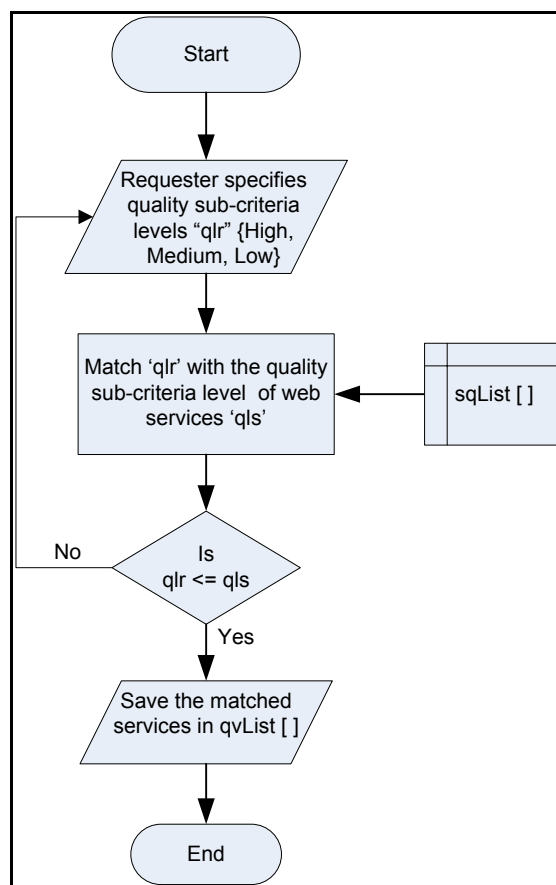 Start
Requester specifies
quality sub-criteria
levels “qlr” {High,
Medium, Low}
Match ‘qlr’ with the quality
sub-criteria level of web
services ‘qls’
sqList [ ]
Is
qlr <= qls
No
Yes
Save the matched
services in qvList [ ]
End